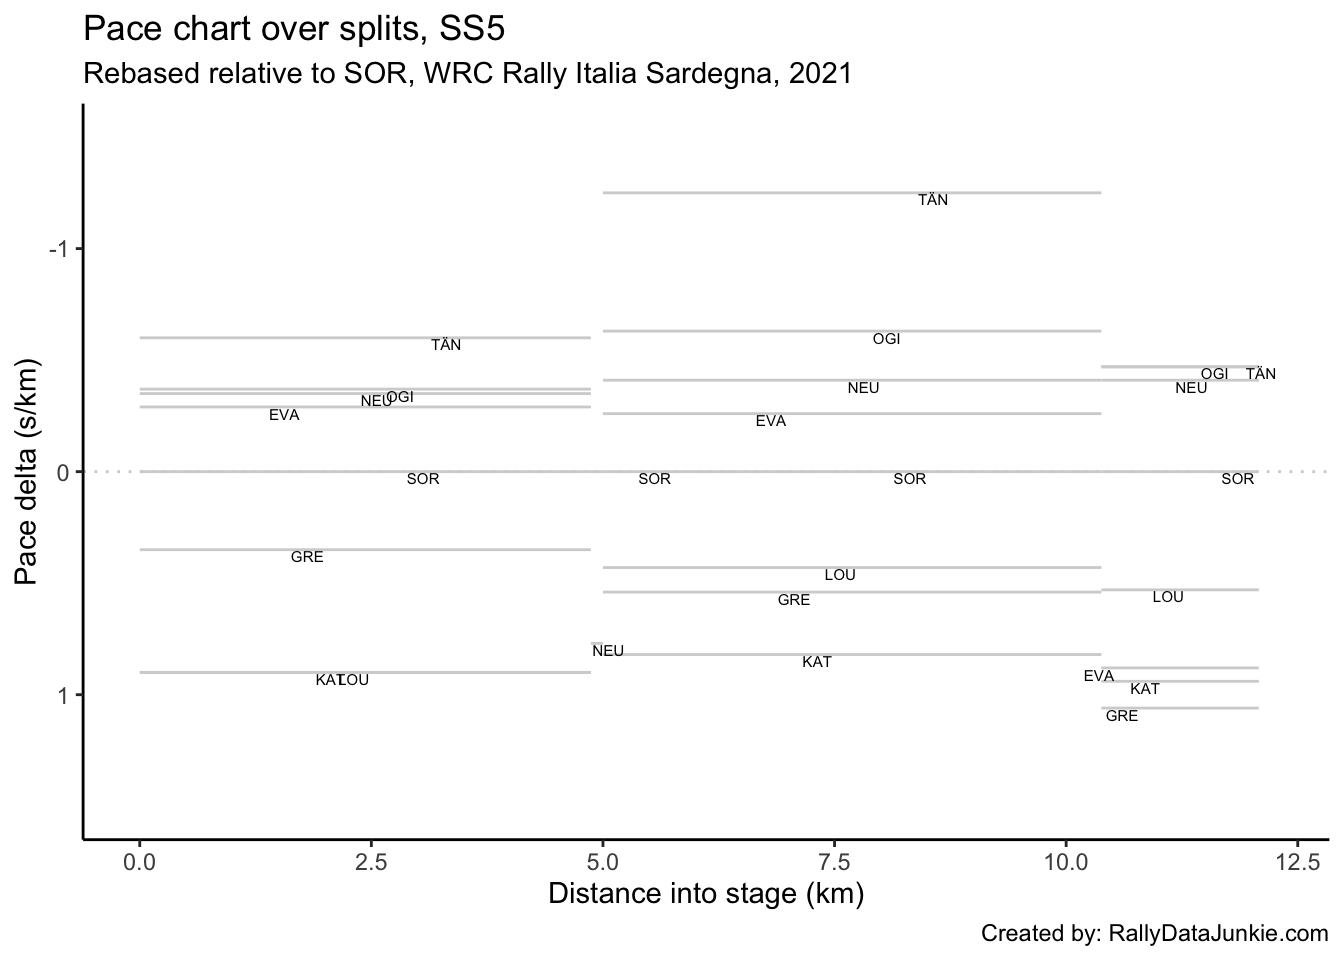 Pace chart over splits, SS5
Rebased relative to SOR, WRC Rally Italia Sardegna, 2021
Pace delta (s/km)
-1
0
1
TÄN
TÄN
OGI
OGI TÄN
NEU
NEU
NEU
OGI
EVA
EVA
SOR
SOR
SOR
SOR
GRE
LOU
LOU
GRE
NEU
KAT
KAT
LOU
EVA
KAT
GRE
0.0 2.5 5.0 7.5 10.0 12.5
Distance into stage (km)
Created by: RallyDataJunkie.com